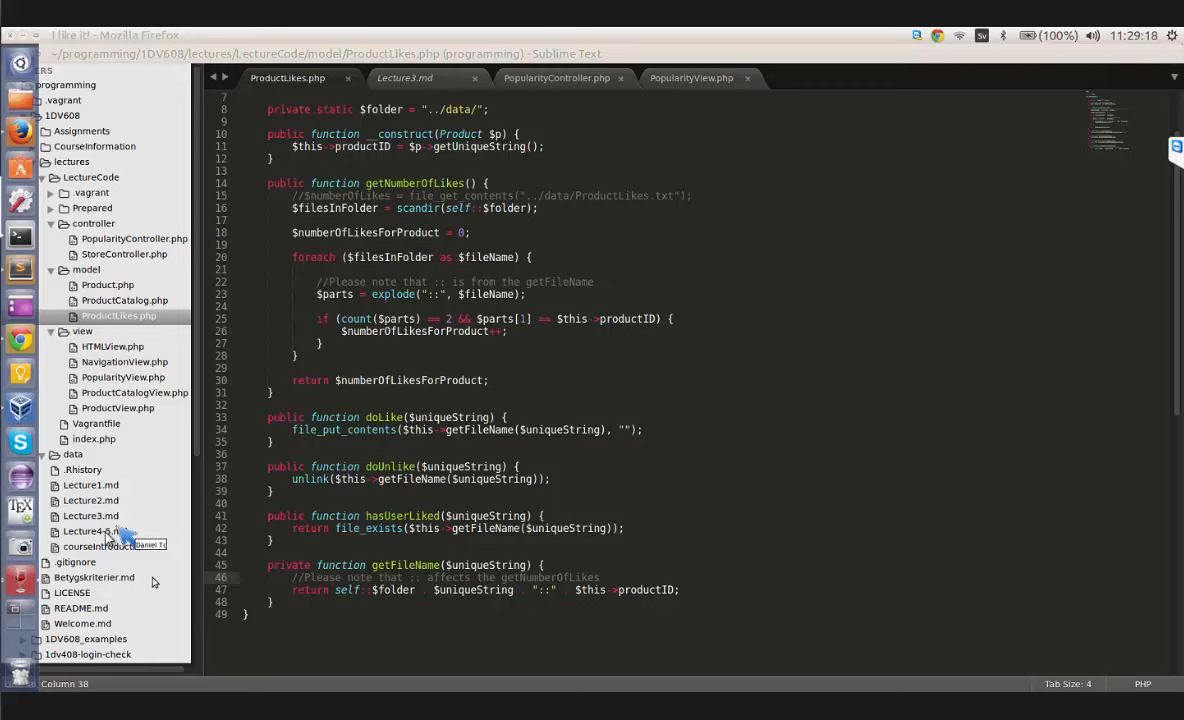 I like it! - Mozilla Firefox
Sv
(100%)
11:29:18
~/programming/1DV608/lectures/LectureCode/model/ProductLikes.php (programming) - Sublime Text
ERS
programming
.vagrant
1DV608
Assignments
CourseInformation
lectures
LectureCode
.vagrant
Prepared
controller
PopularityController.php
StoreController.php
model
Product.php
ProductCatalog.php
ProductLikes.php
view
HTMLView.php
NavigationView.php
PopularityView.php
ProductCatalogView.php
ProductView.php
Vagrantfile
index.php
data
.Rhistory
Lecture1.md
Lecture2.md
Lecture3.md
.gitignore
Betygskriterier.md
LICENSE
README.md
Welcome.md
1DV608_examples
1dv408-login-check
ProductLikes.php
Lecture3.md
PopularityController.php
PopularityView.php
7
8 private static $folder = "../data/";
9
10 public function __construct(Product $p) {
11 $this->productID = $p->getUniqueString();
12 }
13
14 public function getNumberOfLikes() {
15 //$numberOfLikes = file_get_contents("../data/ProductLikes.txt");
16 $filesInFolder = scandir(self::$folder);
17
18 $numberOfLikesForProduct = 0;
19
20 foreach ($filesInFolder as $fileName) {
21
22 //Please note that :: is from the getFileName
23 $parts = explode("::", $fileName);
24
25 if (count($parts) == 2 && $parts[1] == $this->productID) {
26 $numberOfLikesForProduct++;
27 }
28 }
29
30 return $numberOfLikesForProduct;
31 }
32
33 public function doLike($uniqueString) {
34 file_put_contents($this->getFileName($uniqueString), "");
35 }
36
37 public function doUnlike($uniqueString) {
38 unlink($this->getFileName($uniqueString));
39 }
40
41 public function hasUserLiked($uniqueString) {
42 return file_exists($this->getFileName($uniqueString));
43 }
44
45 private function getFileName($uniqueString) {
46 //Please note that :: affects the getNumberOfLikes
47 return self::$folder . $uniqueString . "::" . $this->productID;
48 }
49 }
Column 38
Tab Size: 4
PHP